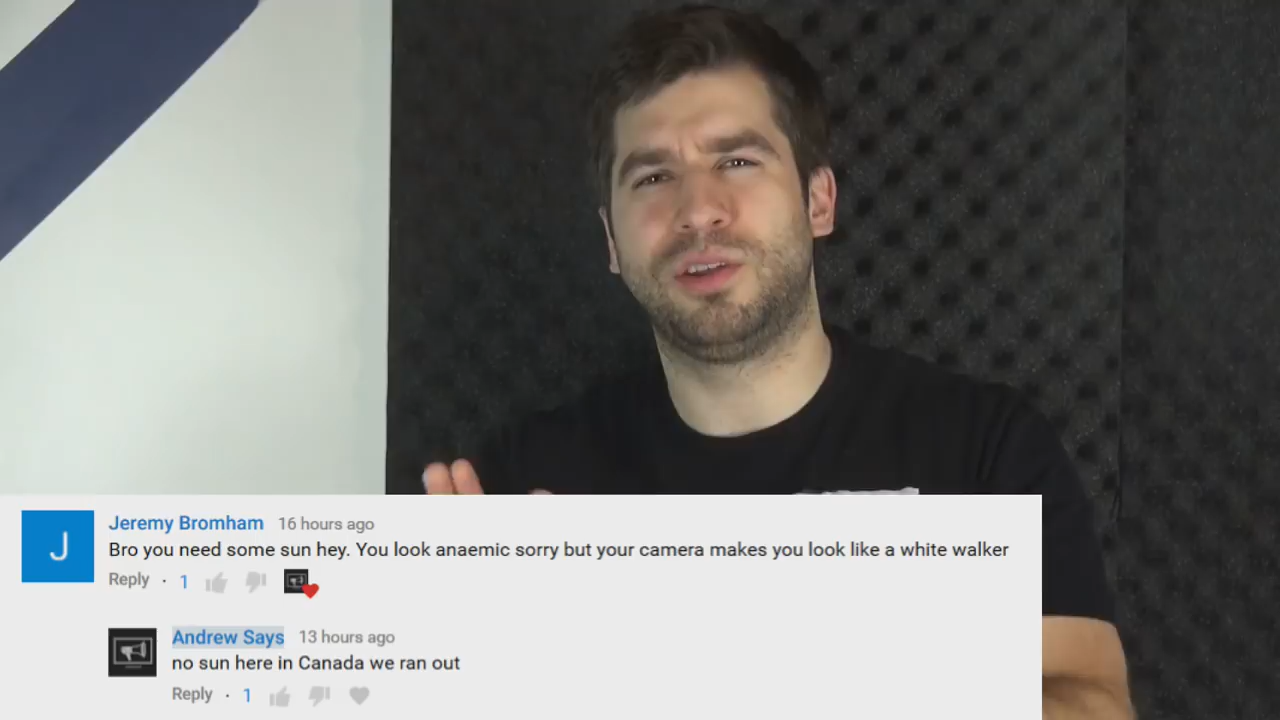 J
Jeremy Bromham 16 hours ago
Bro you need some sun hey. You look anaemic sorry but your camera makes you look like a white walker
Reply · 1
Andrew Says 13 hours ago
no sun here in Canada we ran out
Reply · 1